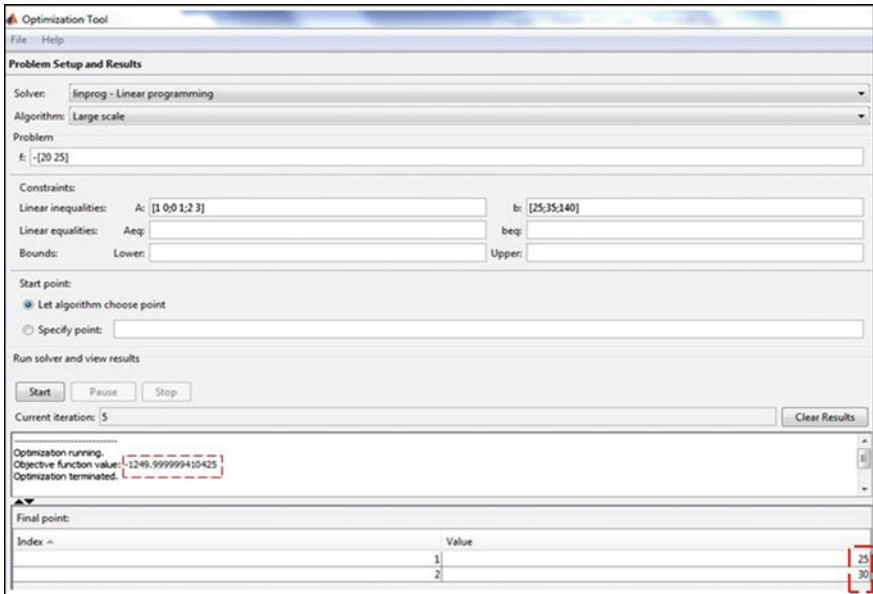 Optimization Tool
File Help
Problem Setup and Results
Solver: linprog - Linear programming
Algorithm: Large scale
Problem
f: -[20 25]
Constraints:
Linear inequalities: A: [1 0;0 1;2 3] b: [25;35;140]
Linear equalities: Aeq: beq:
Bounds: Lower: Upper:
Start point:
Let algorithm choose point
Specify point:
Run solver and view results
Start Pause Stop
Current iteration: 5 Clear Results
Optimization running.
Objective function value: -1249.999999410425
Optimization terminated.
Final point:
Index Value
1 25
2 30